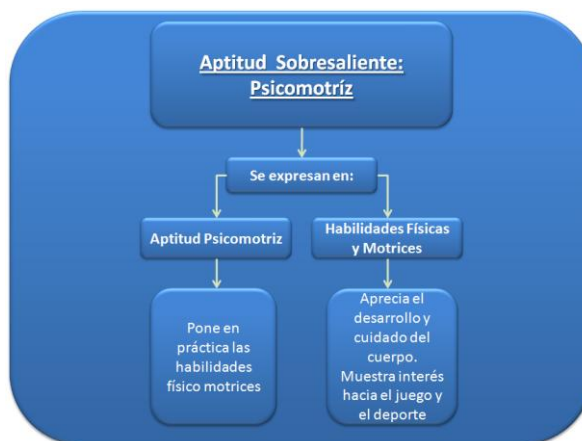 Aptitud Sobresaliente:
Psicomotríz
Se expresan en:
Aptitud Psicomotriz
Habilidades Físicas
y Motrices
Pone en
práctica las
habilidades
físico motrices
Aprecia el
desarrollo y
cuidado del
cuerpo.
Muestra interés
hacia el juego y
el deporte